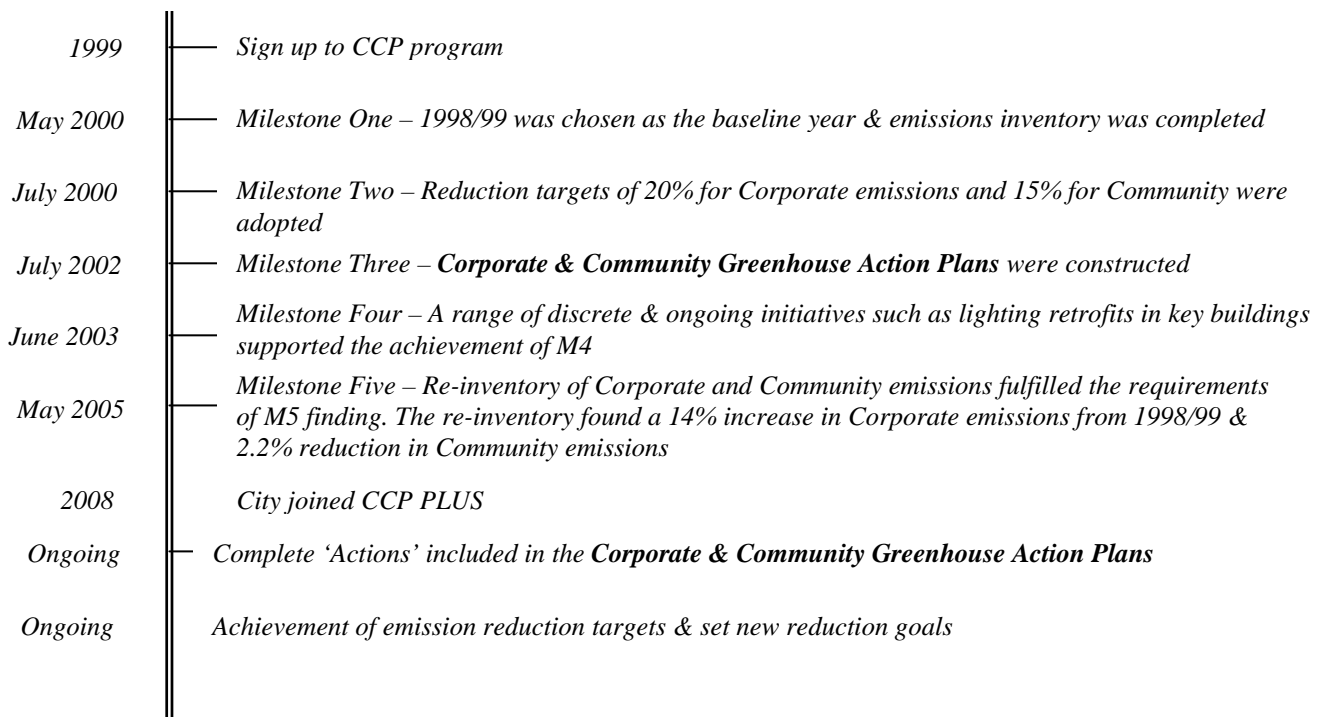 1999 Sign up to CCP program
May 2000 Milestone One – 1998/99 was chosen as the baseline year & emissions inventory was completed
July 2000 Milestone Two – Reduction targets of 20% for Corporate emissions and 15% for Community were
adopted
July 2002 Milestone Three – Corporate & Community Greenhouse Action Plans were constructed
June 2003 Milestone Four – A range of discrete & ongoing initiatives such as lighting retrofits in key buildings
supported the achievement of M4
May 2005 Milestone Five – Re-inventory of Corporate and Community emissions fulfilled the requirements
of M5 finding. The re-inventory found a 14% increase in Corporate emissions from 1998/99 &
2.2% reduction in Community emissions
2008 City joined CCP PLUS
Ongoing Complete ‘Actions’ included in the Corporate & Community Greenhouse Action Plans
Ongoing Achievement of emission reduction targets & set new reduction goals